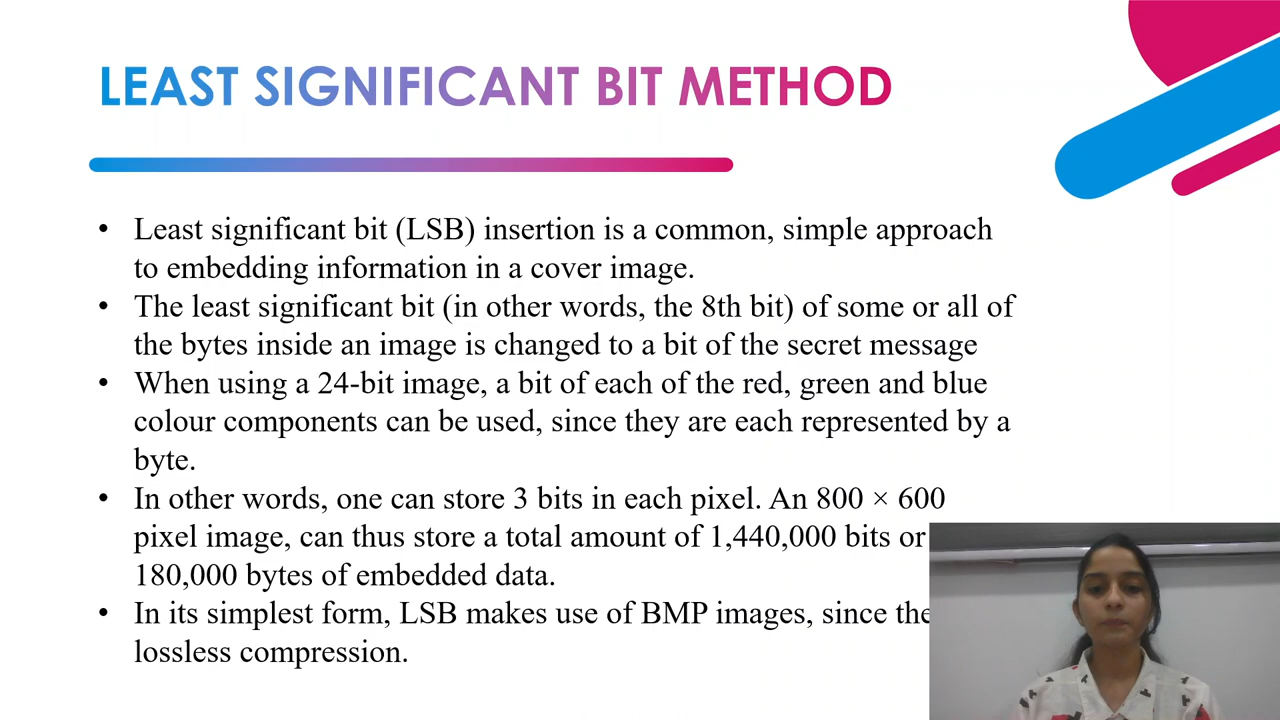 LEAST SIGNIFICANT BIT METHOD
• Least significant bit (LSB) insertion is a common, simple approach
to embedding information in a cover image.
• The least significant bit (in other words, the 8th bit) of some or all of
the bytes inside an image is changed to a bit of the secret message
• When using a 24-bit image, a bit of each of the red, green and blue
colour components can be used, since they are each represented by a
byte.
• In other words, one can store 3 bits in each pixel. An 800 × 600
pixel image, can thus store a total amount of 1,440,000 bits or
180,000 bytes of embedded data.
• In its simplest form, LSB makes use of BMP images, since
lossless compression.